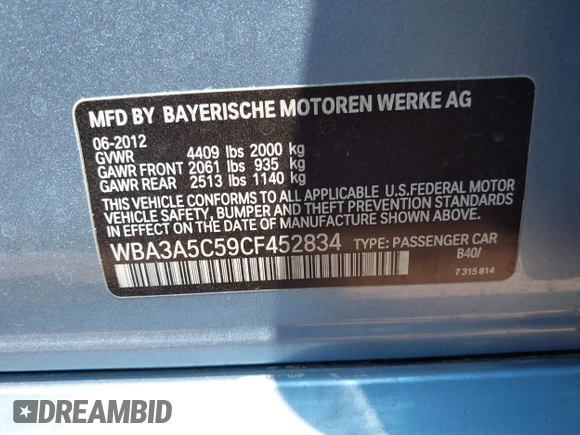 MFD BY BAYERISCHE MOTOREN WERKE AG
06-2012
GVWR 4409 lbs 2000 kg
GAWR FRONT 2061 lbs 935 kg
GAWR REAR 2513 lbs 1140 kg
THIS VEHICLE CONFORMS TO ALL APPLICABLE U.S.FEDERAL MOTOR
VEHICLE SAFETY, BUMPER AND THEFT PREVENTION STANDARDS
IN EFFECT ON THE DATE OF MANUFACTURE SHOWN ABOVE.
WBA3A5C59CF452834 TYPE: PASSENGER CAR
B40/
7 315 814
DREAMBID